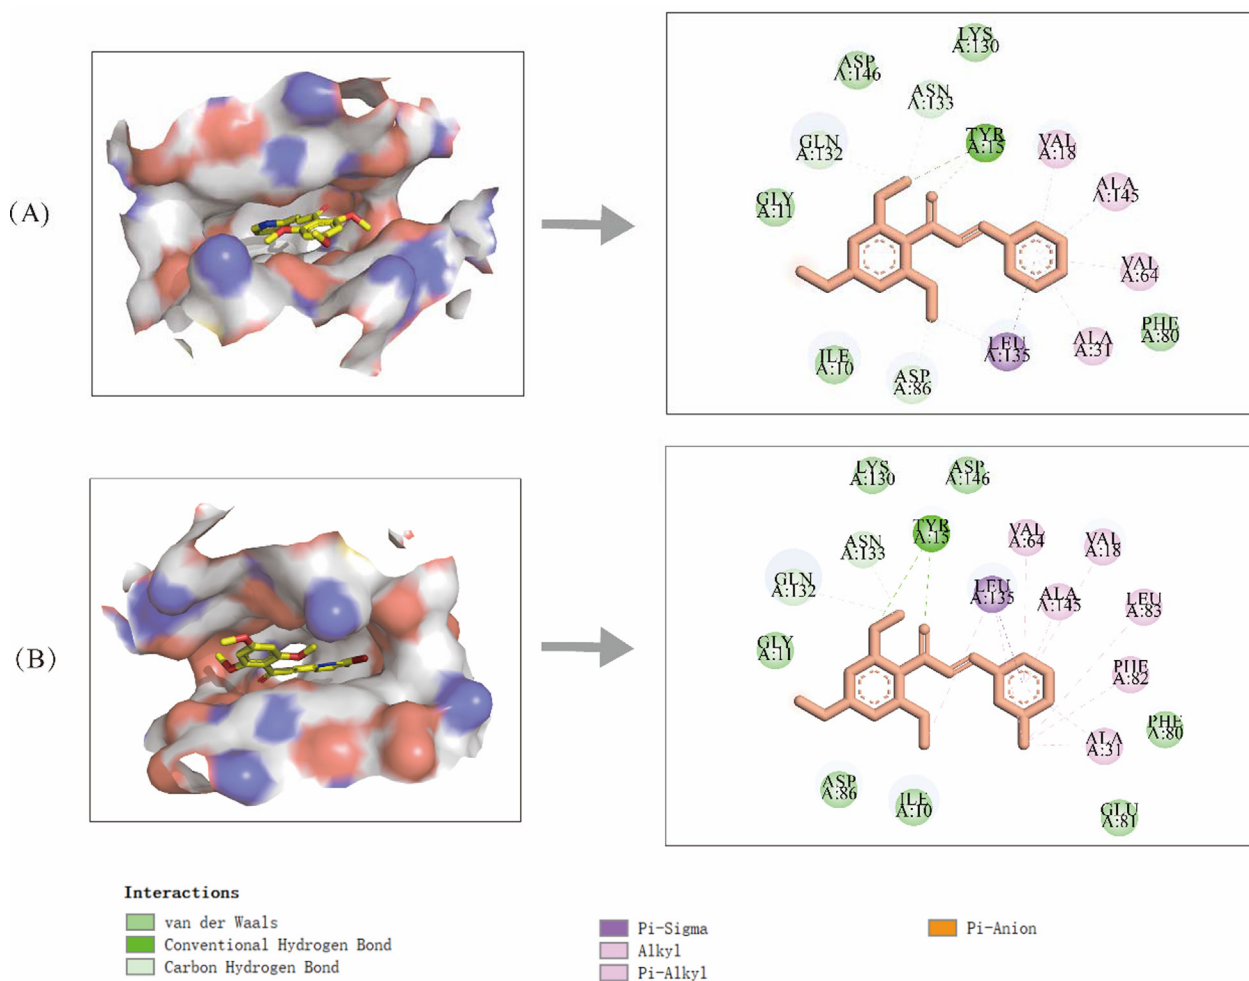 (A)
LYS
A:130
ASP
A:146
ASN
A:133
TYR
A:15
GLN
A:132
VAL
A:18
ALA
A:145
GLY
A:11
VAL
A:64
PHE
A:80
LEU
A:135
ALA
A:31
ILE
A:10
ASP
A:86
(B)
LYS
A:130
ASP
A:146
TYR
A:15
VAL
A:64
VAL
A:18
ASN
A:133
GLN
A:132
LEU
A:135
ALA
A:145
LEU
A:83
GLY
A:11
PHE
A:82
PHE
A:80
ALA
A:31
ASP
A:86
ILE
A:10
GLU
A:81
Interactions
van der Waals
Conventional Hydrogen Bond
Carbon Hydrogen Bond
Pi-Sigma
Alkyl
Pi-Alkyl
Pi-Anion